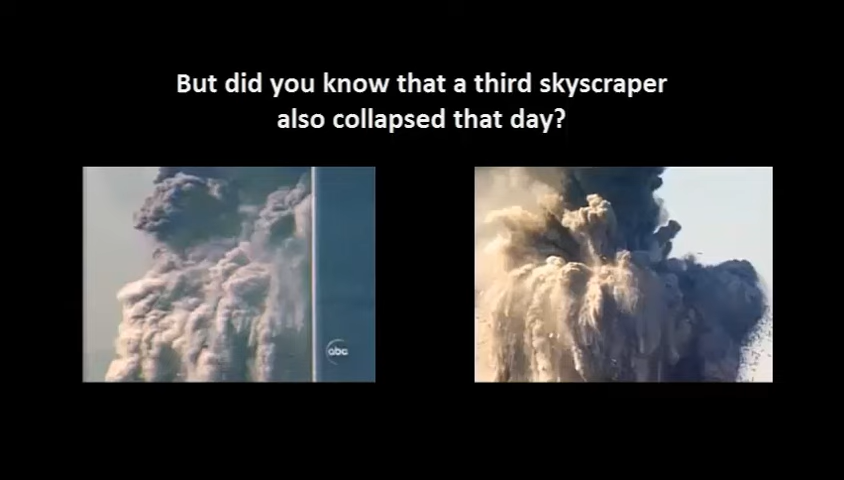 But did you know that a third skyscraper
also collapsed that day?
abc